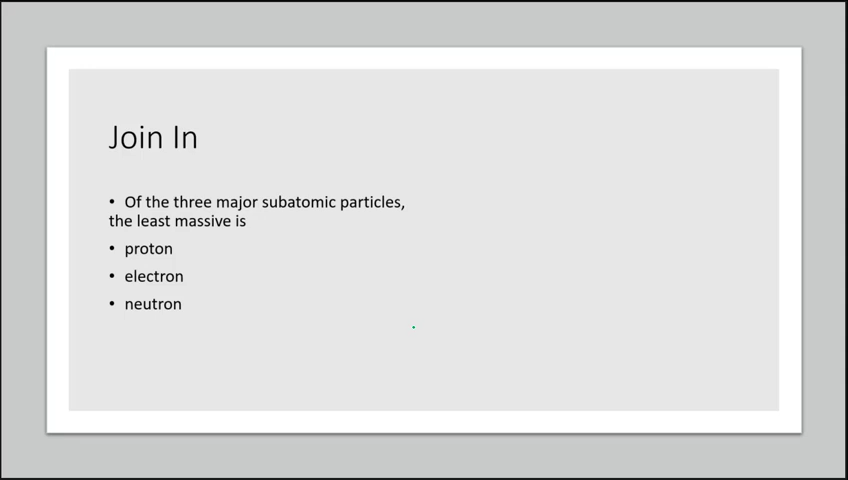 Join In
• Of the three major subatomic particles,
the least massive is
• proton
• electron
• neutron